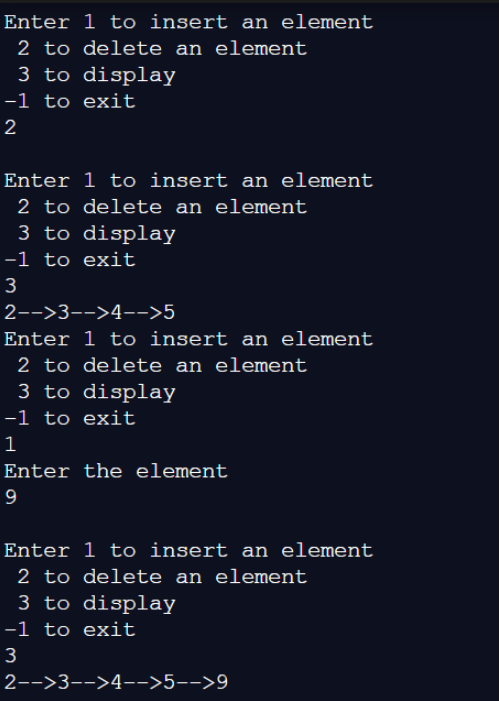 Enter 1 to insert an element
 2 to delete an element
 3 to display
-1 to exit
2

Enter 1 to insert an element
 2 to delete an element
 3 to display
-1 to exit
3
2-->3-->4-->5
Enter 1 to insert an element
 2 to delete an element
 3 to display
-1 to exit
1
Enter the element
9

Enter 1 to insert an element
 2 to delete an element
 3 to display
-1 to exit
3
2-->3-->4-->5-->9